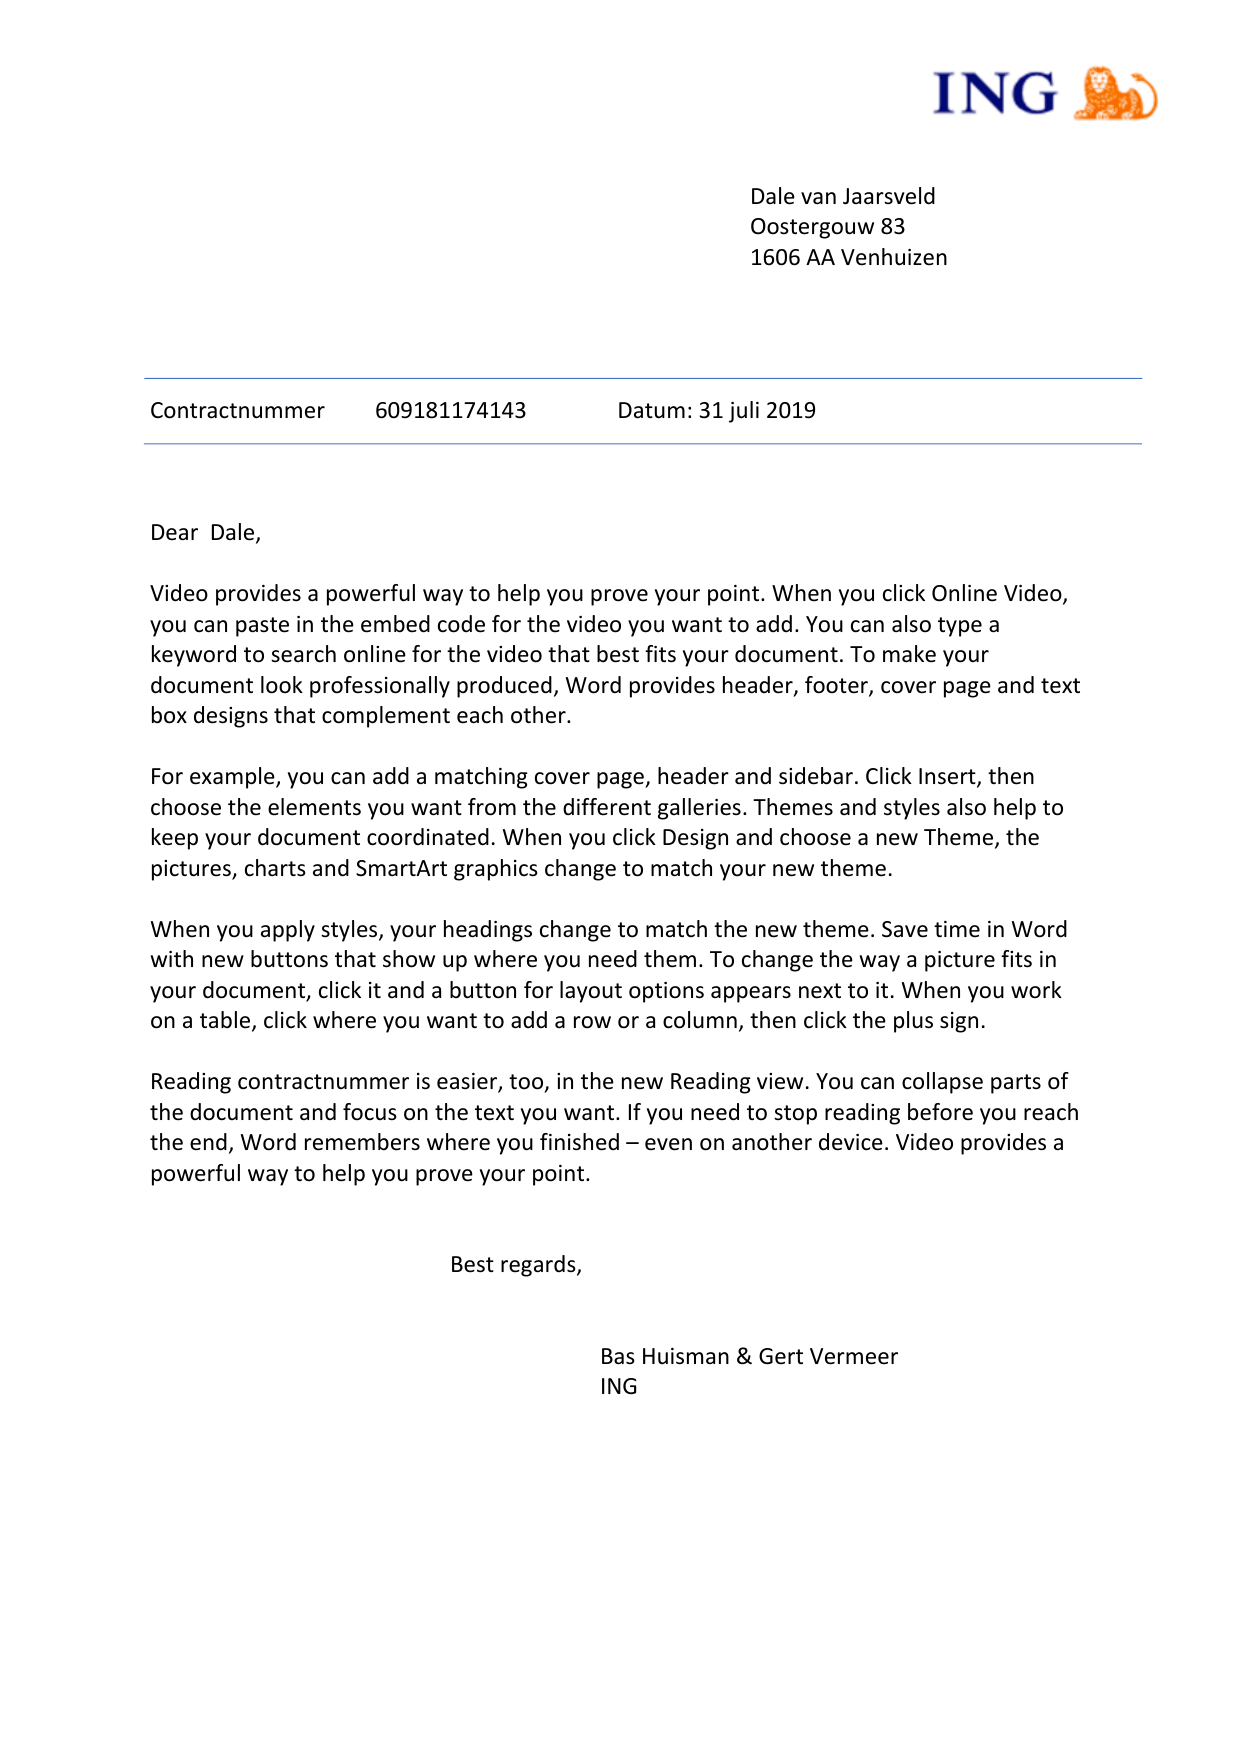 ING
Dale van Jaarsveld
Oostergouw 83
1606 AA Venhuizen
Contractnummer 609181174143 Datum: 31 juli 2019
Dear  Dale,
Video provides a powerful way to help you prove your point. When you click Online Video,
you can paste in the embed code for the video you want to add. You can also type a
keyword to search online for the video that best fits your document. To make your
document look professionally produced, Word provides header, footer, cover page and text
box designs that complement each other.
For example, you can add a matching cover page, header and sidebar. Click Insert, then
choose the elements you want from the different galleries. Themes and styles also help to
keep your document coordinated. When you click Design and choose a new Theme, the
pictures, charts and SmartArt graphics change to match your new theme.
When you apply styles, your headings change to match the new theme. Save time in Word
with new buttons that show up where you need them. To change the way a picture fits in
your document, click it and a button for layout options appears next to it. When you work
on a table, click where you want to add a row or a column, then click the plus sign.
Reading contractnummer is easier, too, in the new Reading view. You can collapse parts of
the document and focus on the text you want. If you need to stop reading before you reach
the end, Word remembers where you finished – even on another device. Video provides a
powerful way to help you prove your point.
Best regards,
Bas Huisman & Gert Vermeer
ING